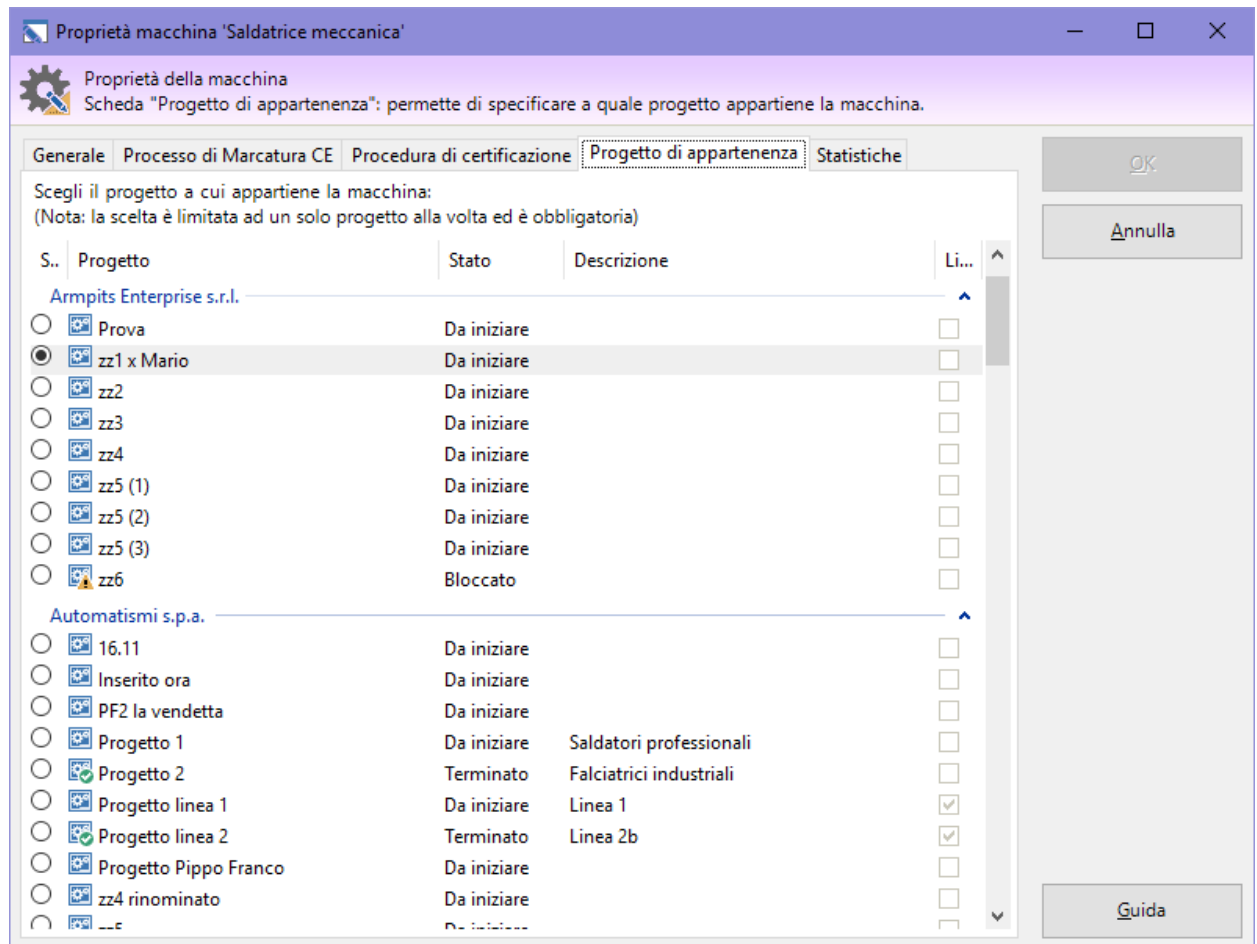 Proprietà macchina 'Saldatrice meccanica'
Proprietà della macchina
Scheda "Progetto di appartenenza": permette di specificare a quale progetto appartiene la macchina.
Generale Processo di Marcatura CE Procedura di certificazione Progetto di appartenenza Statistiche
OK
Scegli il progetto a cui appartiene la macchina:
(Nota: la scelta è limitata ad un solo progetto alla volta ed è obbligatoria)
Annulla
S.. Progetto Stato Descrizione Li...
Armpits Enterprise s.r.l.
Prova Da iniziare
zz1 x Mario Da iniziare
zz2 Da iniziare
zz3 Da iniziare
zz4 Da iniziare
zz5 (1) Da iniziare
zz5 (2) Da iniziare
zz5 (3) Da iniziare
zz6 Bloccato
Automatismi s.p.a.
16.11 Da iniziare
Inserito ora Da iniziare
PF2 la vendetta Da iniziare
Progetto 1 Da iniziare Saldatori professionali
Progetto 2 Terminato Falciatrici industriali
Progetto linea 1 Da iniziare Linea 1
Progetto linea 2 Terminato Linea 2b
Progetto Pippo Franco Da iniziare
zz4 rinominato Da iniziare
Guida